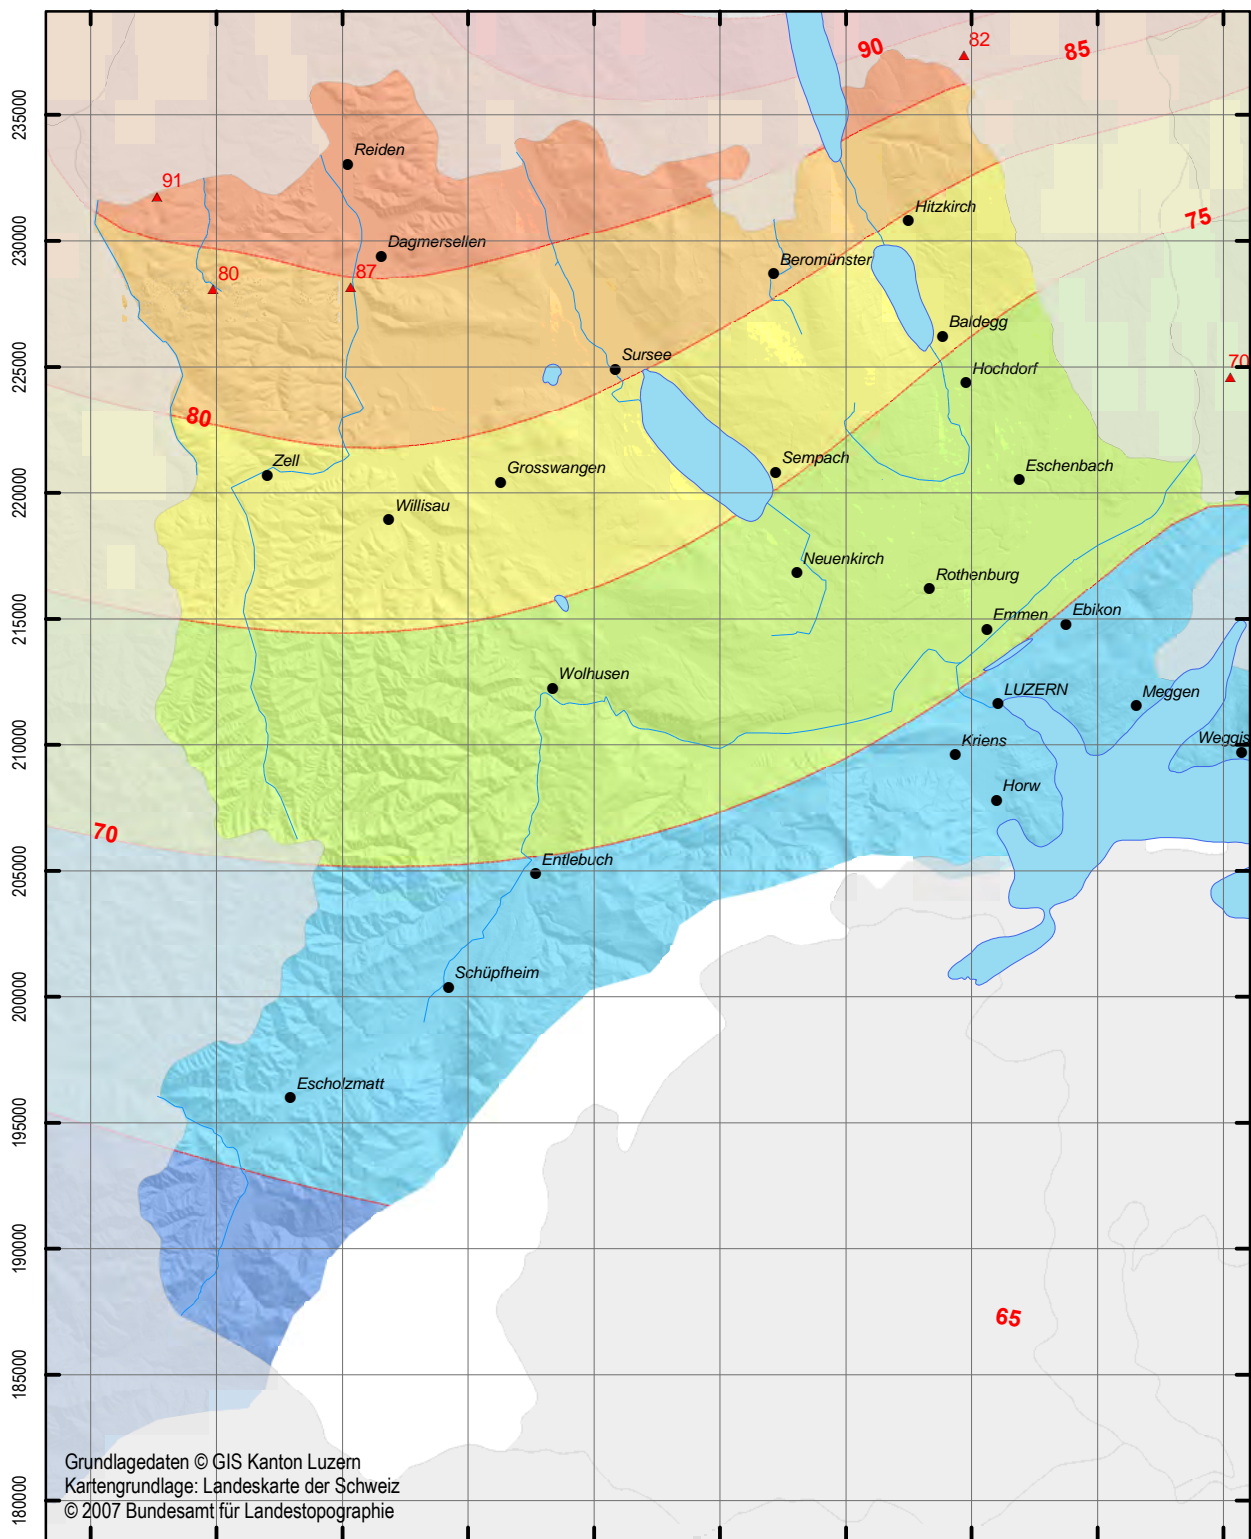 90
82
85
235000
Reiden
91
75
Hitzkirch
230000
Dagmersellen
Beromünster
80
87
Baldegg
225000
Sursee
Hochdorf
70
80
Zell
Grosswangen
Sempach
Eschenbach
220000
Willisau
Neuenkirch
Rothenburg
215000
Emmen
Ebikon
Wolhusen
LUZERN
Meggen
210000
Kriens
Weggis
Horw
70
205000
Entlebuch
200000
Schüpfheim
Escholzmatt
195000
190000
65
185000
180000
Grundlagedaten © GIS Kanton Luzern
Kartengrundlage: Landeskarte der Schweiz
© 2007 Bundesamt für Landestopographie